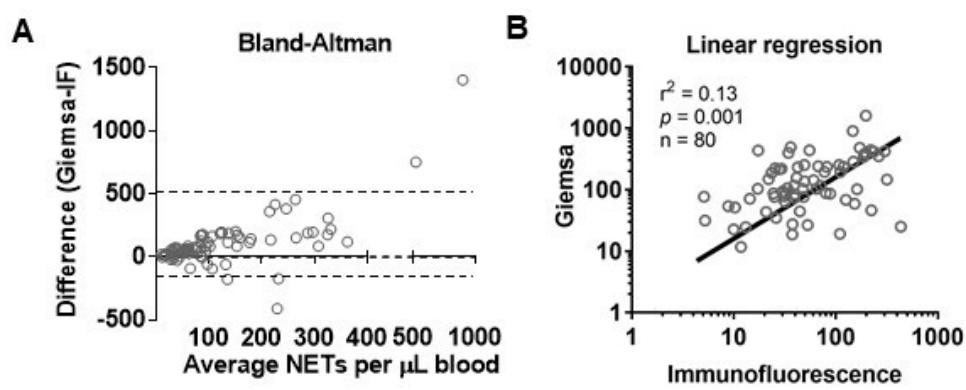 A
Bland-Altman
Difference (Giemsa-IF)
1500
1000
500
0
-500
100 200 300 400 500 1000
Average NETs per μL blood
B
Linear regression
r² = 0.13
p = 0.001
n = 80
Giemsa
10000
1000
100
10
1
1 10 100 1000
Immunofluorescence